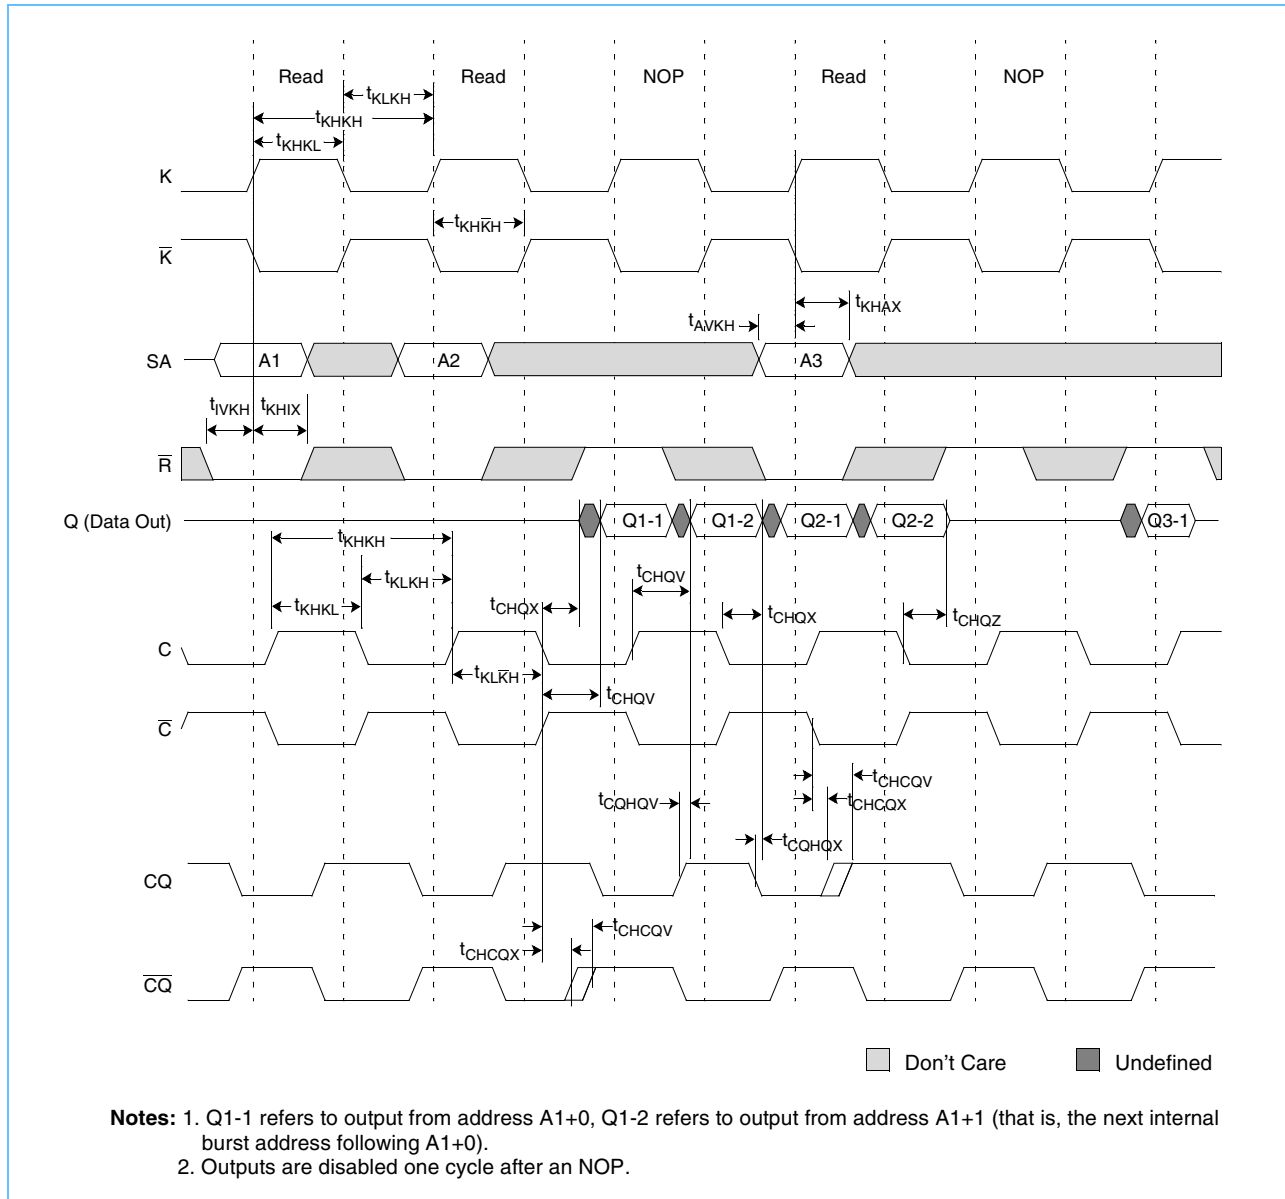 Read Read NOP Read NOP
tKLKH
tKHKH
tKHKL
K
tKHK̅H
K̅
tKHAX
tAVKH
SA A1 A2 A3
tIVKH tKHIX
R̅
Q (Data Out) Q1-1 Q1-2 Q2-1 Q2-2 Q3-1
tKHKH
tCHQV
tKLKH
tKHKL tCHQX tCHQX tCHQZ
C
tKLK̅H
tCHQV
C̅
tCHCQV
tCQHQV tCHCQX
tCQHQX
CQ
tCHCQV
tCHCQX
C̅Q̅
Don't Care Undefined
Notes: 1. Q1-1 refers to output from address A1+0, Q1-2 refers to output from address A1+1 (that is, the next internal
burst address following A1+0).
2. Outputs are disabled one cycle after an NOP.